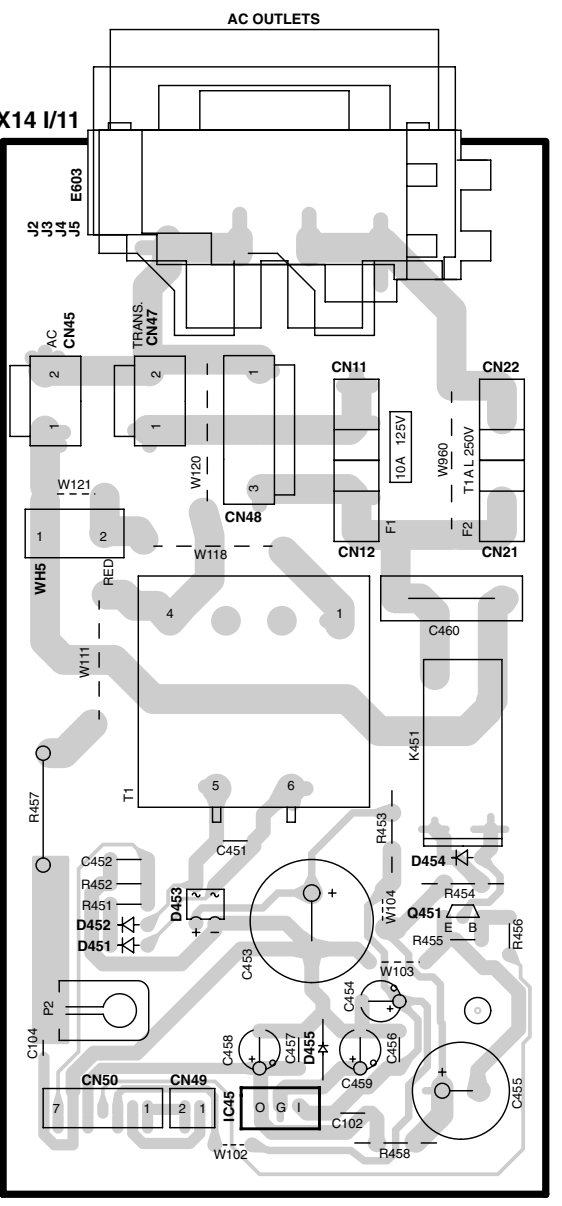 AC OUTLETS
X14 I/11
E603
J2
J3
J4
J5
AC
CN45
TRANS.
CN47
CN11
CN22
2
2
1
1
1
3
W120
10A 125V
W960
T1A L 250V
W121
CN48
F1
F2
1
2
W118
CN12
CN21
WH5
RED
4
1
C460
W111
K451
T1
5
6
R457
R453
C451
C452
D454
R452
D453
~ ~
R454
R451
+
W104
Q451
D452
E B
R456
+ −
R455
D451
C453
W103
P2
C454
+
C104
C458
C457
D455
C456
+
+
+
C459
C455
CN50
CN49
IC45
7
1
2
1
O G I
C102
W102
R458